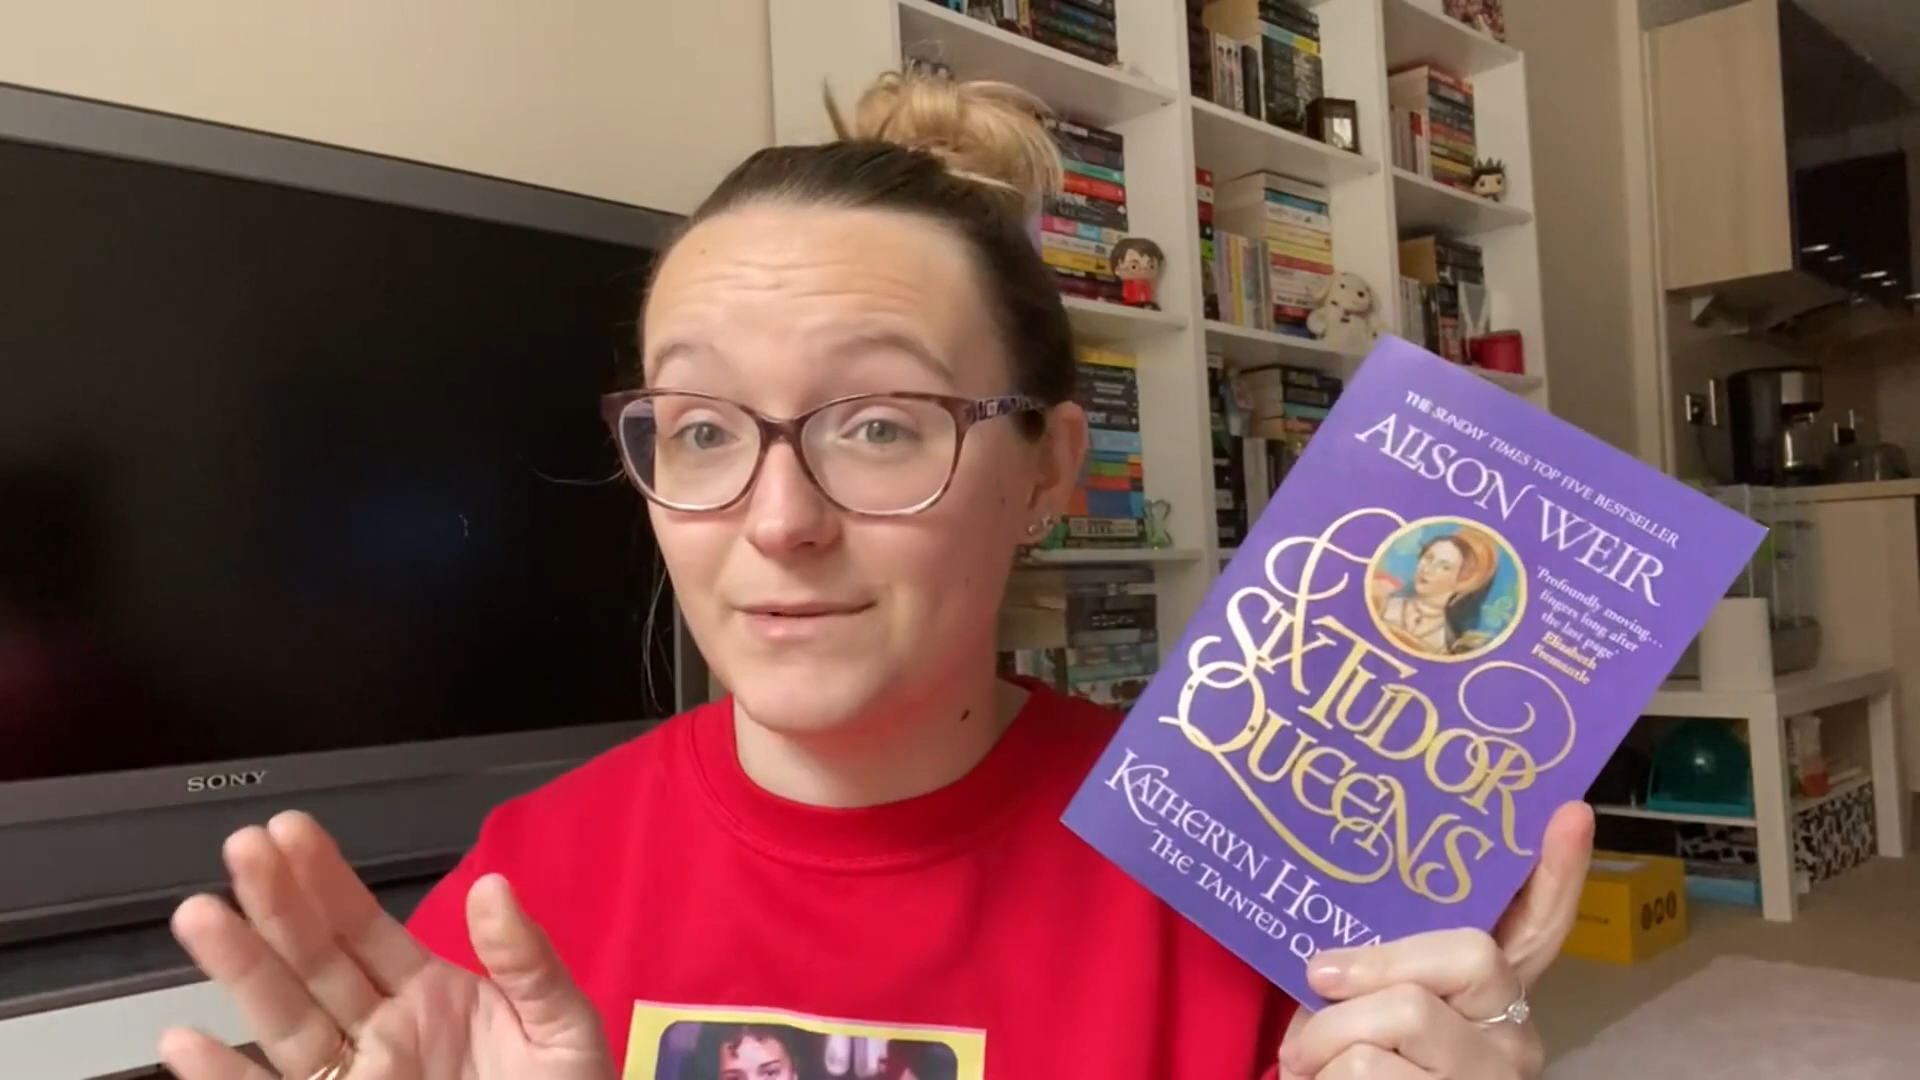 SONY
THE SUNDAY TIMES TOP FIVE BESTSELLER
ALISON WEIR
'Profoundly moving...
lingers long after
the last page'
Elizabeth
Fremantle
SIX TUDOR
QUEENS
KATHERYN HOWA
THE TAINTED QU